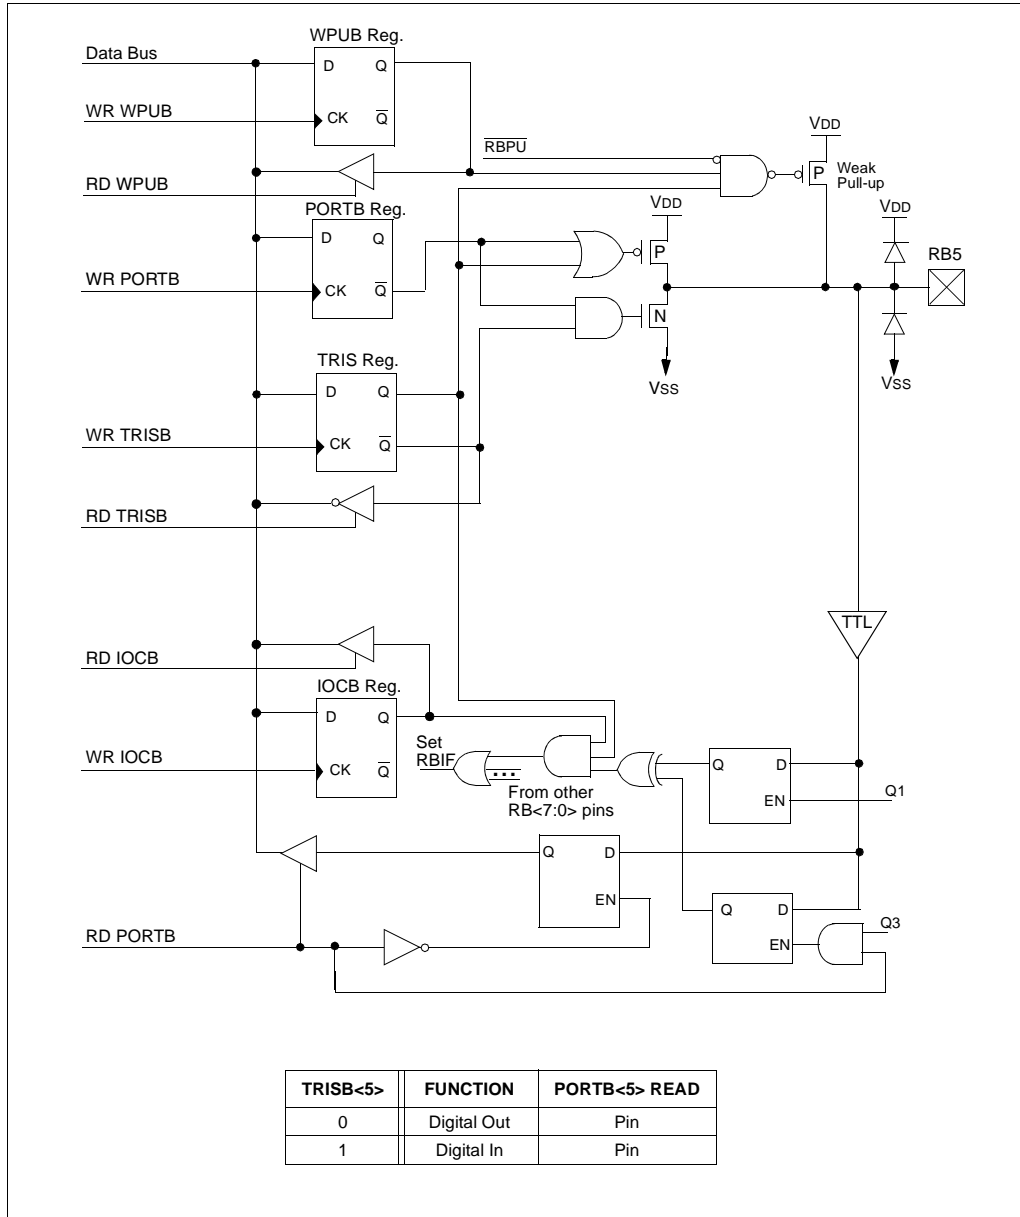 WPUB Reg.
Data Bus
D Q
WR WPUB
CK Q
RBPU
VDD
P
Weak
Pull-up
RD WPUB
PORTB Reg.
VDD
VDD
D Q
P
RB5
WR PORTB
CK Q
N
TRIS Reg.
VSS
VSS
D Q
WR TRISB
CK Q
RD TRISB
TTL
RD IOCB
IOCB Reg.
D Q
Set
RBIF
WR IOCB
CK Q
...
From other
RB<7:0> pins
Q D
EN
Q1
Q D
EN
Q D
EN
Q3
RD PORTB
TRISB<5> FUNCTION PORTB<5> READ
0 Digital Out Pin
1 Digital In Pin